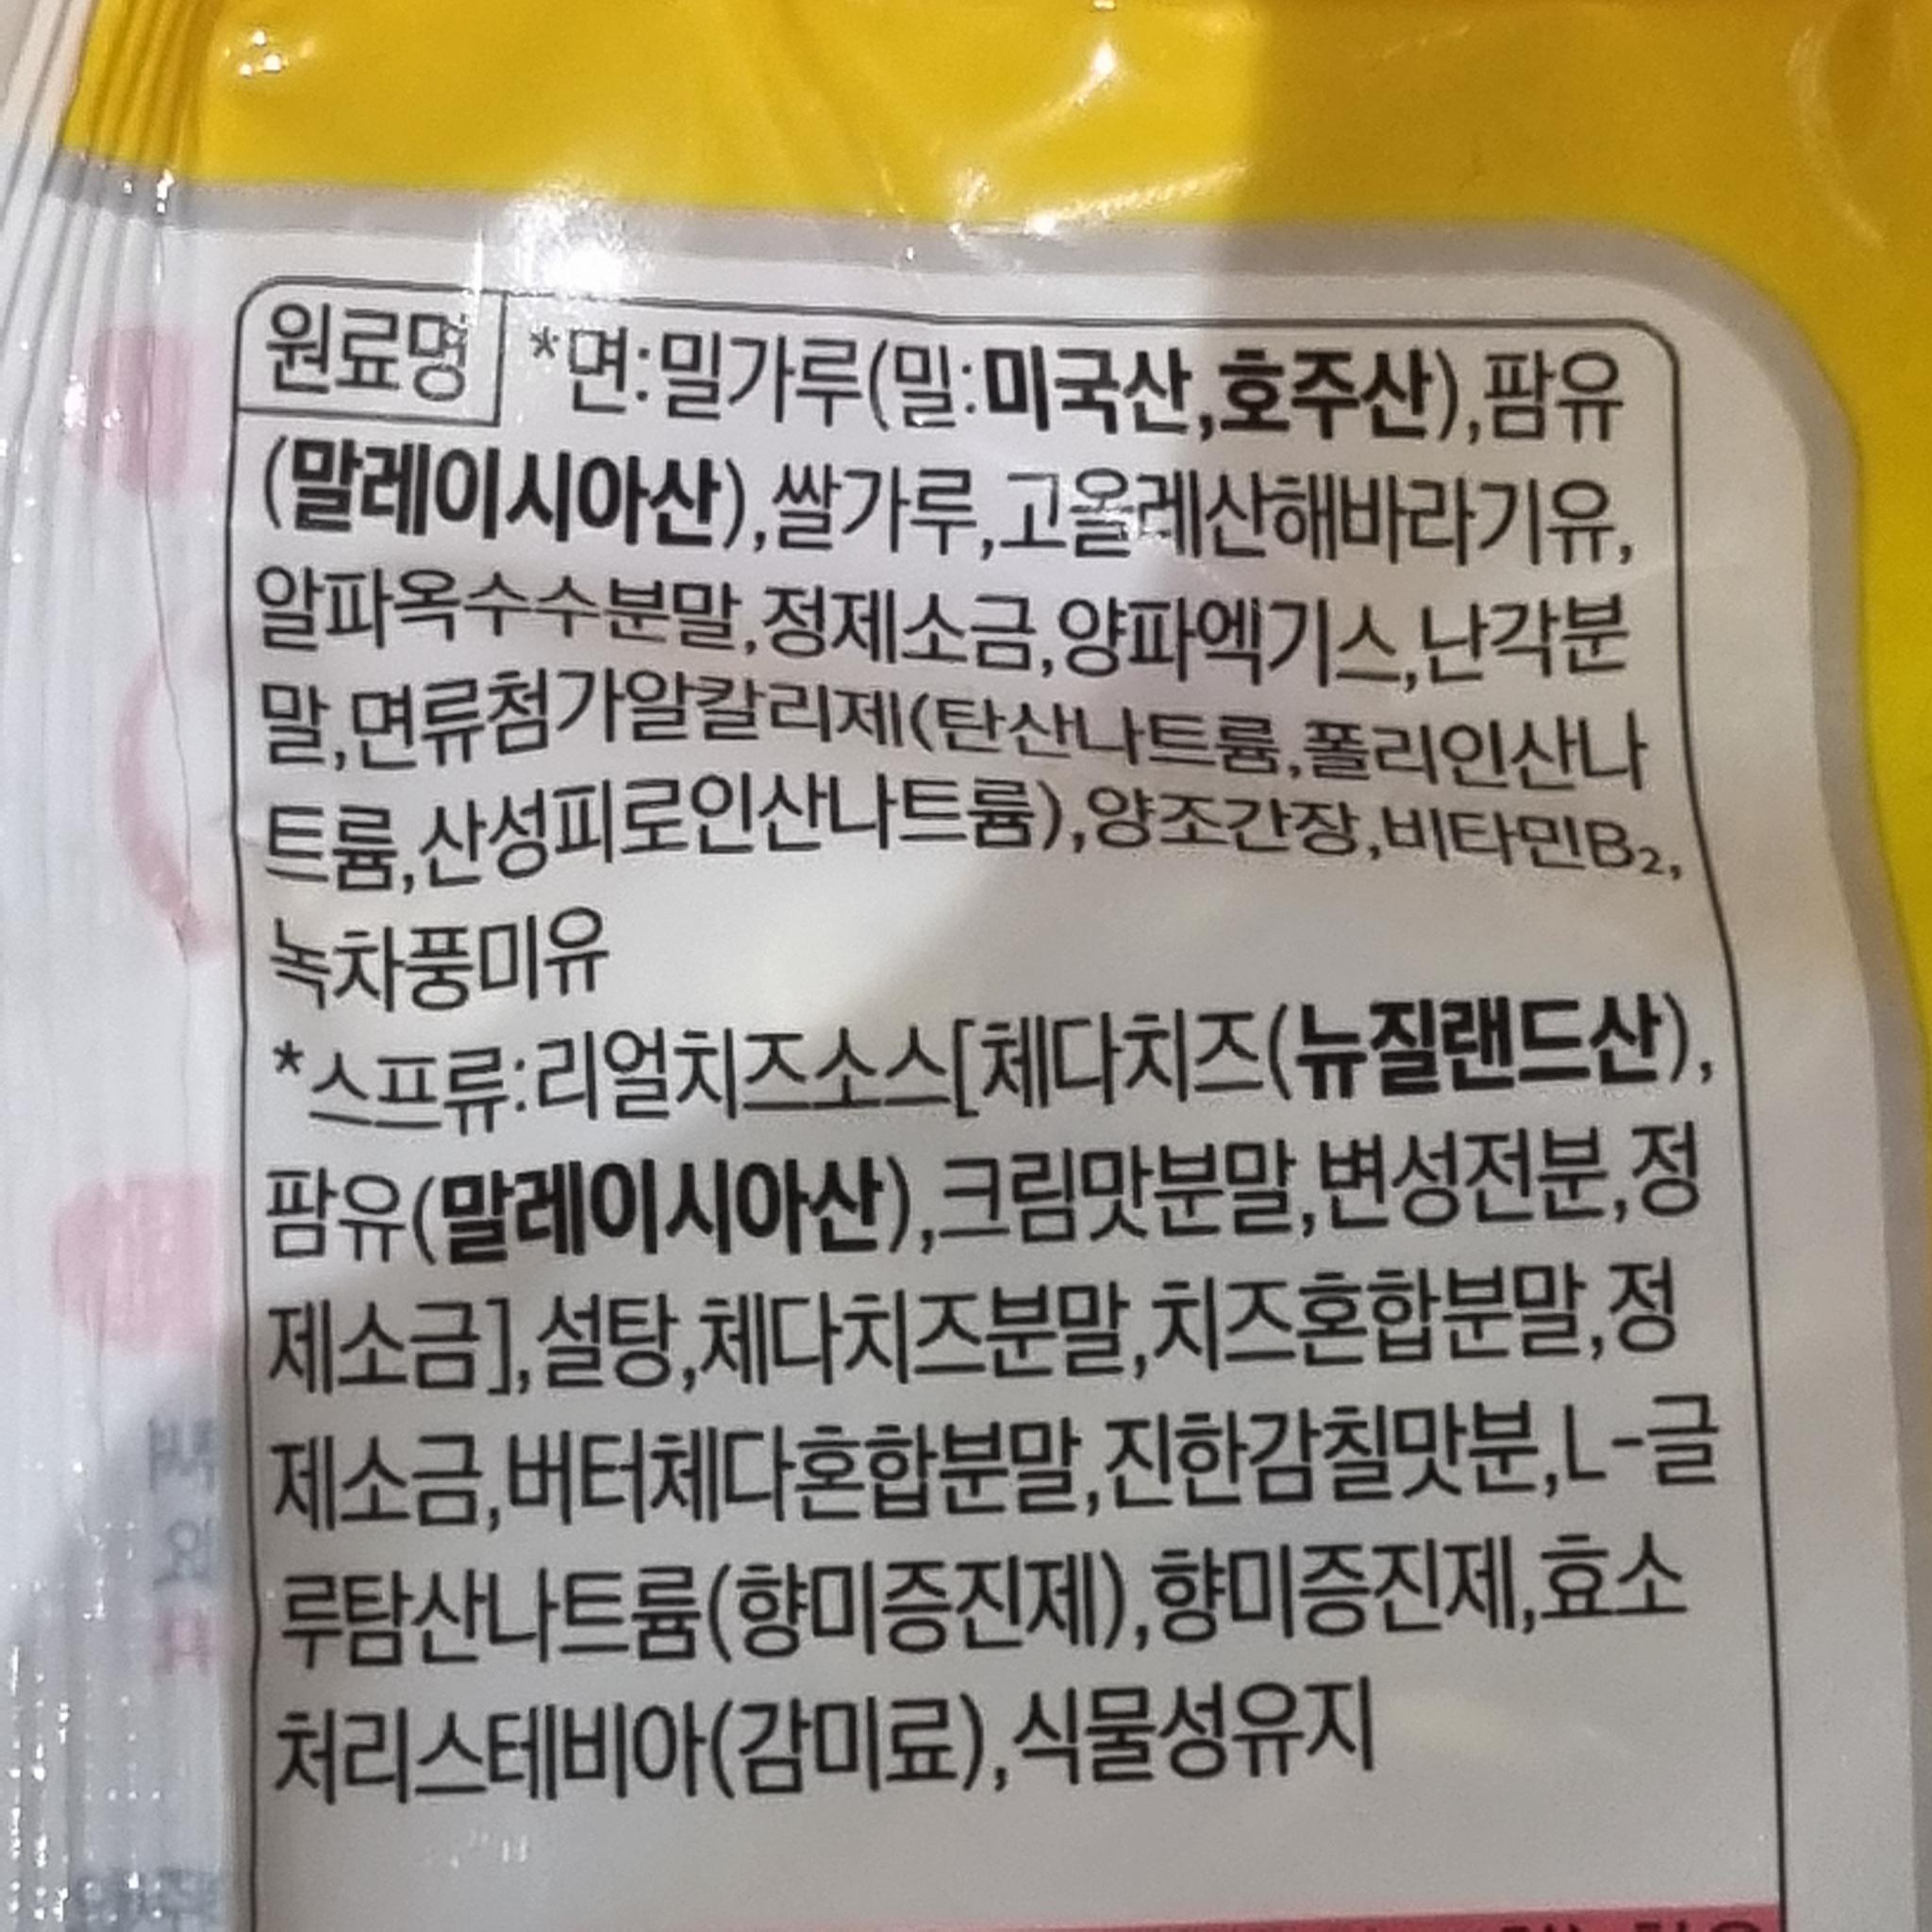 원료명 *면:밀가루(밀:미국산,호주산),팜유
(말레이시아산),쌀가루,고올레산해바라기유,
알파옥수수분말,정제소금,양파엑기스,난각분
말,면류첨가알칼리제(탄산나트륨,폴리인산나
트륨,산성피로인산나트륨),양조간장,비타민B₂,
녹차풍미유
*스프류:리얼치즈소스[체다치즈(뉴질랜드산),
팜유(말레이시아산),크림맛분말,변성전분,정
제소금],설탕,체다치즈분말,치즈혼합분말,정
제소금,버터체다혼합분말,진한감칠맛분,L-글
루탐산나트륨(향미증진제),향미증진제,효소
처리스테비아(감미료),식물성유지